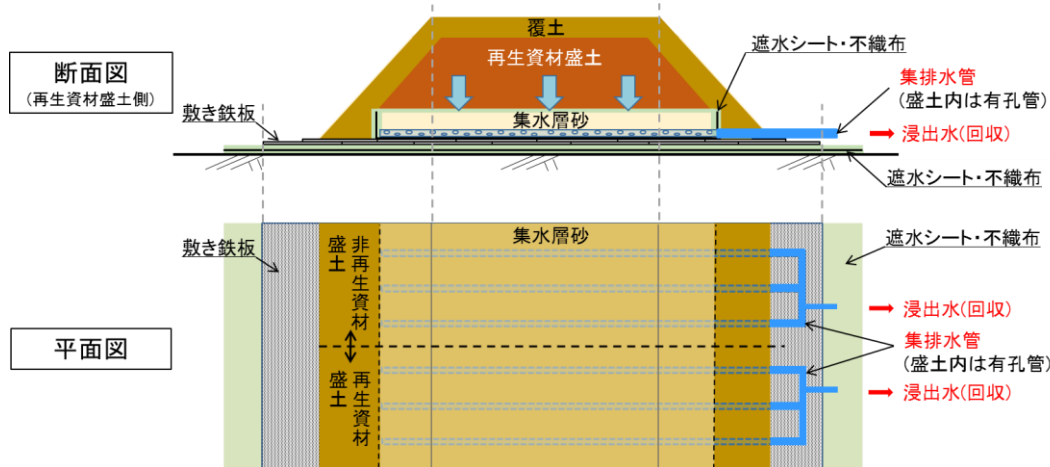 覆土
再生資材盛土
遮水シート・不織布
断面図
(再生資材盛土側)
集排水管
(盛土内は有孔管)
敷き鉄板
集水層砂
浸出水(回収)
遮水シート・不織布
敷き鉄板
非再生資材
盛土
集水層砂
遮水シート・不織布
浸出水(回収)
平面図
集排水管
(盛土内は有孔管)
再生資材
盛土
浸出水(回収)